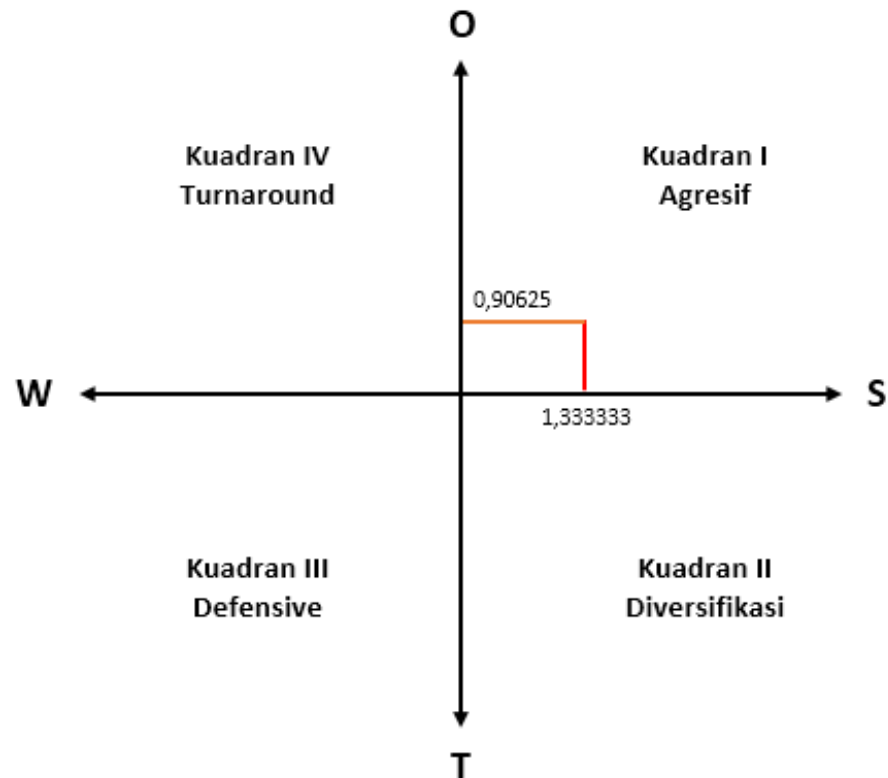 O
Kuadran IV
Turnaround
Kuadran I
Agresif
0,90625
W
S
1,333333
Kuadran III
Defensive
Kuadran II
Diversifikasi
T